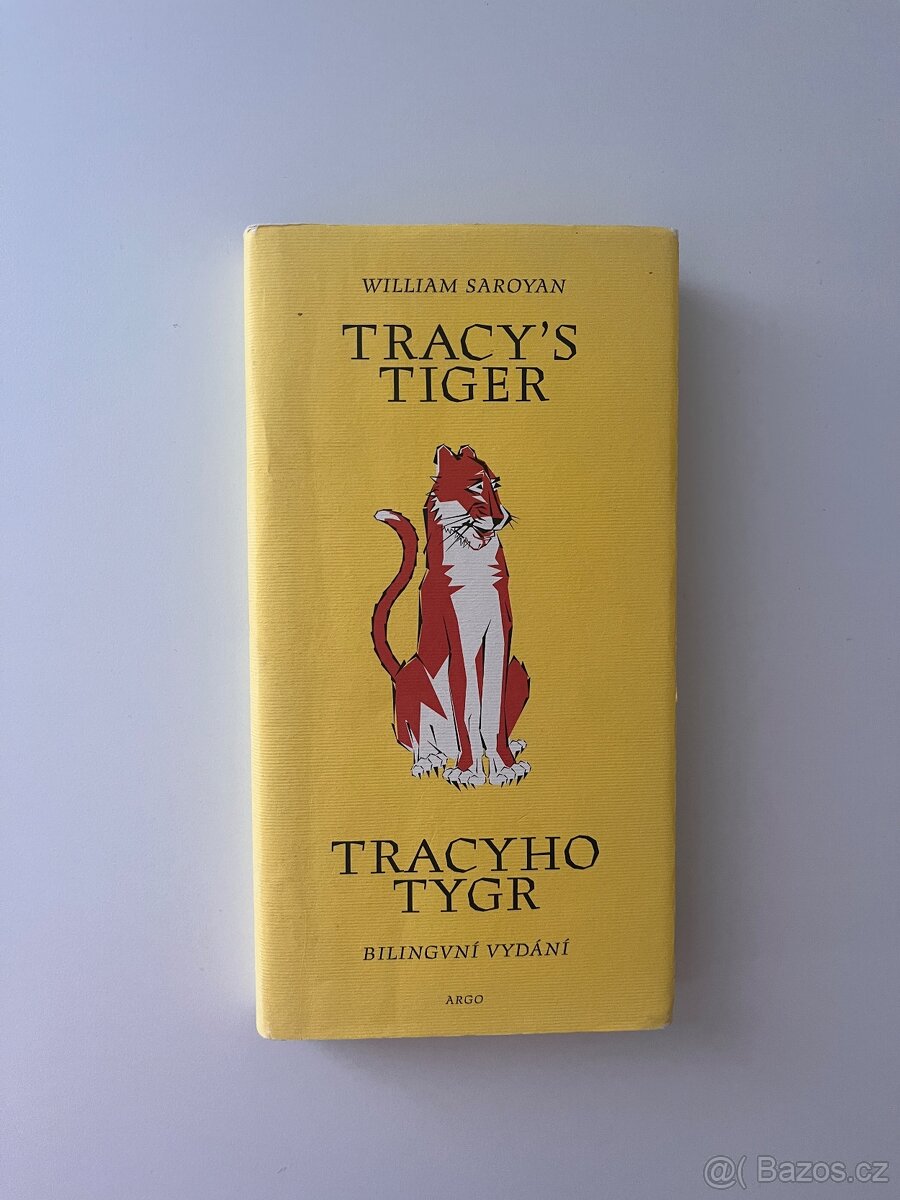 WILLIAM SAROYAN
TRACY'S
TIGER
TRACYHO
TYGR
BILINGVNÍ VYDÁNÍ
ARGO
@( Bazos.cz